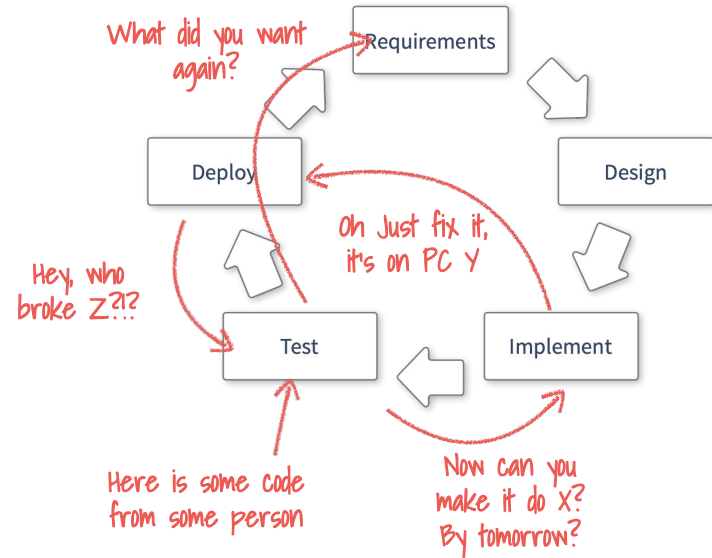 What did you want
again?
Requirements
Deploy
Design
Oh Just fix it,
it's on PC Y
Hey, who
broke Z?!?
Test
Implement
Here is some code
from some person
Now can you
make it do X?
By tomorrow?